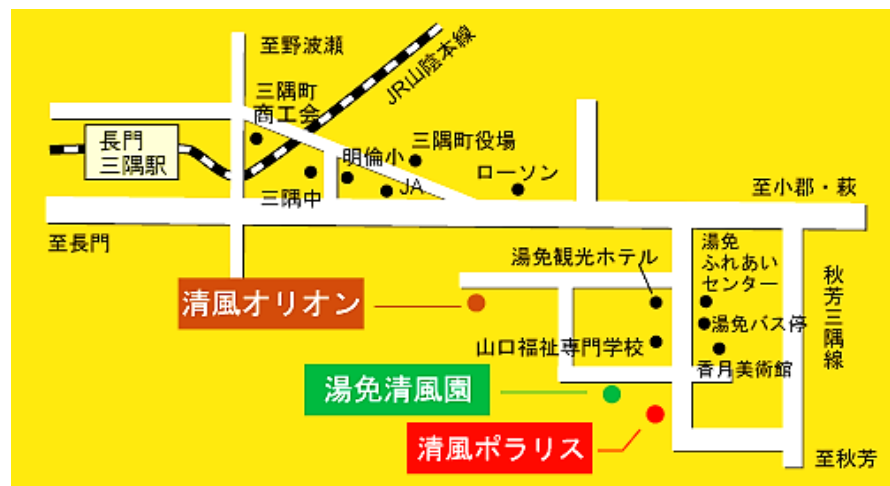 至野波瀬
JR山陰本線
三隅町
商工会
長門
三隅駅
明倫小
三隅町役場
三隅中
JA
ローソン
至小郡・萩
至長門
湯免観光ホテル
湯免
ふれあい
センター
秋芳三隅線
清風オリオン
湯免バス停
山口福祉専門学校
香月美術館
湯免清風園
清風ポラリス
至秋芳